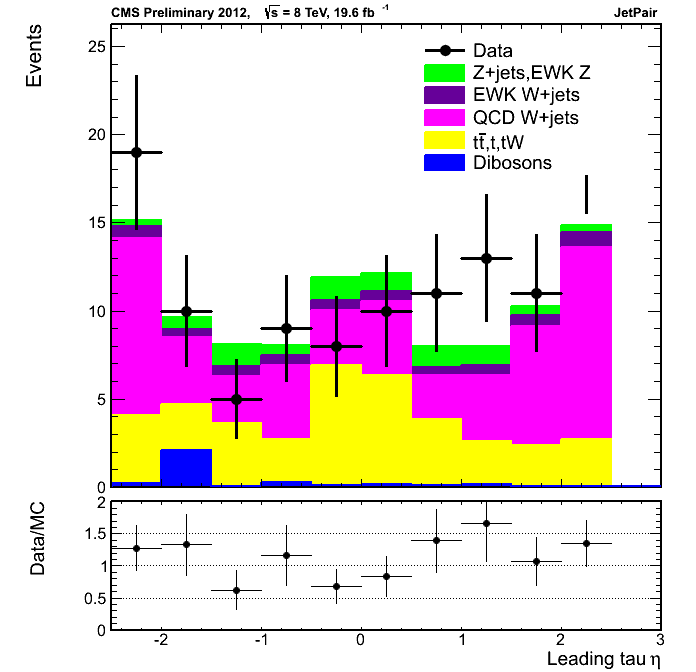 CMS Preliminary 2012, √s = 8 TeV, 19.6 fb⁻¹ JetPair
Events
25
20
15
10
5
0
Data
Z+jets,EWK Z
EWK W+jets
QCD W+jets
tt̄,t,tW
Dibosons
Data/MC
2
1.5
1
0.5
0
-2 -1 0 1 2 3
Leading tau η